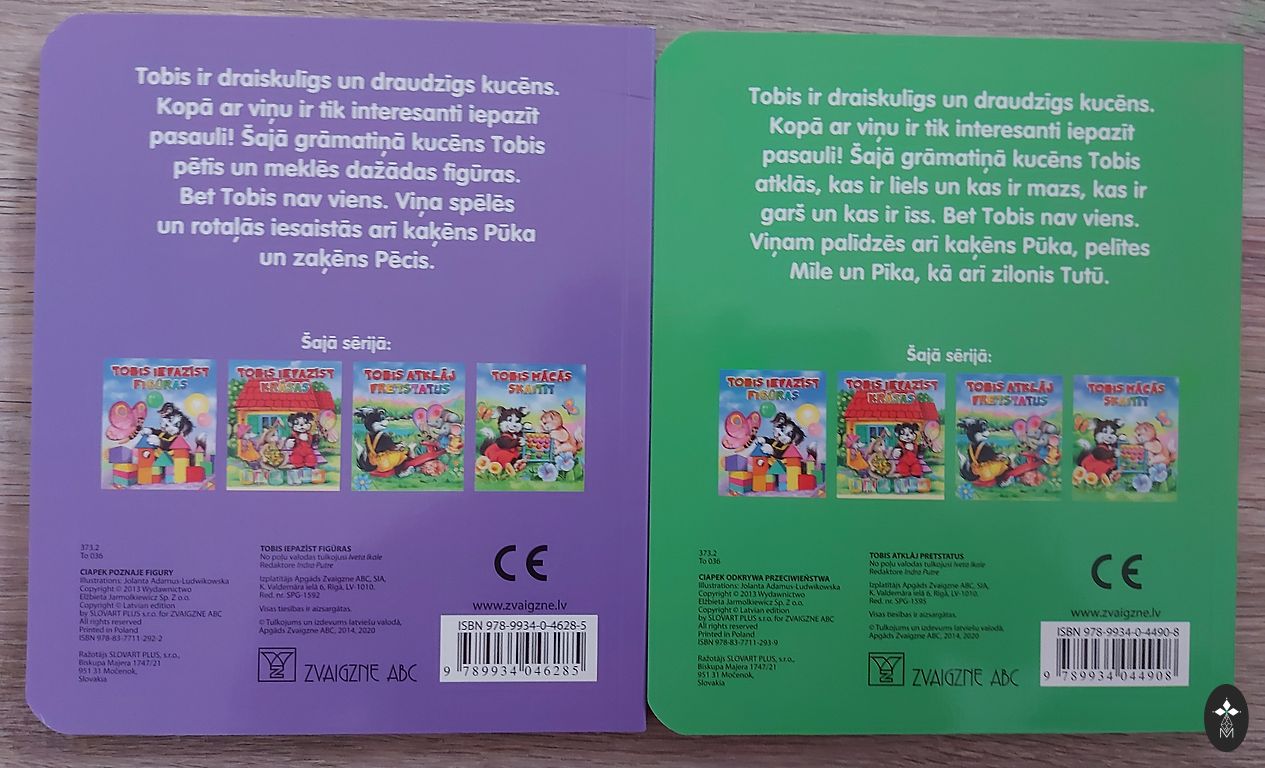 Tobis ir draiskulīgs un draudzīgs kucēns.
Kopā ar viņu ir tik interesanti iepazīt
pasauli! Šajā grāmatiņā kucēns Tobis
pētīs un meklēs dažādas figūras.
Bet Tobis nav viens. Viņa spēlēs
un rotaļās iesaistās arī kaķēns Pūka
un zaķēns Pēcis.
Šajā sērijā:
TOBIS IEPAZĪST
FIGŪRAS
TOBIS IEPAZĪST
KRĀSAS
TOBIS ATKLĀJ
PRETSTATUS
TOBIS MĀCĀS
SKAITĪT
373.2
To 036
CIAPEK POZNAJE FIGURY
Illustrations: Jolanta Adamus-Ludwikowska
Copyright © 2013 Wydawnictwo
Elżbieta Jarmolkiewicz Sp. Z o.o.
Copyright © Latvian edition
by SLOVART PLUS s.r.o. for ZVAIGZNE ABC
All rights reserved
Printed in Poland
ISBN 978-83-7711-292-2
Ražotājs SLOVART PLUS, s.r.o.,
Biskupa Majera 1747/21
951 31 Močenok,
Slovakia
TOBIS IEPAZĪST FIGŪRAS
No poļu valodas tulkojusi Iveta Ikale
Redaktore Indra Putre
Izplatītājs Apgāds Zvaigzne ABC, SIA,
K. Valdemāra ielā 6, Rīgā, LV-1010.
Red. nr. SPG-1592
Visas tiesības ir aizsargātas.
© Tulkojums un izdevums latviešu valodā,
Apgāds Zvaigzne ABC, 2014, 2020
ZVAIGZNE ABC
CE
www.zvaigzne.lv
ISBN 978-9934-0-4628-5
9 789934 046285
Tobis ir draiskulīgs un draudzīgs kucēns.
Kopā ar viņu ir tik interesanti iepazīt
pasauli! Šajā grāmatiņā kucēns Tobis
atklās, kas ir liels un kas ir mazs, kas ir
garš un kas ir īss. Bet Tobis nav viens.
Viņam palīdzēs arī kaķēns Pūka, pelītes
Mīle un Pīka, kā arī zilonis Tutū.
Šajā sērijā:
TOBIS IEPAZĪST
FIGŪRAS
TOBIS IEPAZĪST
KRĀSAS
TOBIS ATKLĀJ
PRETSTATUS
TOBIS MĀCĀS
SKAITĪT
373.2
To 036
CIAPEK ODKRYWA PRZECIWIEŃSTWA
Illustrations: Jolanta Adamus-Ludwikowska
Copyright © 2013 Wydawnictwo
Elżbieta Jarmolkiewicz Sp. Z o.o.
Copyright © Latvian edition
by SLOVART PLUS s.r.o. for ZVAIGZNE ABC
All rights reserved
Printed in Poland
ISBN 978-83-7711-293-9
Ražotājs SLOVART PLUS, s.r.o.,
Biskupa Majera 1747/21
951 31 Močenok,
Slovakia
TOBIS ATKLĀJ PRETSTATUS
No poļu valodas tulkojusi Iveta Ikale
Redaktore Indra Putre
Izplatītājs Apgāds Zvaigzne ABC, SIA,
K. Valdemāra ielā 6, Rīgā, LV-1010.
Red. nr. SPG-1595
Visas tiesības ir aizsargātas.
© Tulkojums un izdevums latviešu valodā,
Apgāds Zvaigzne ABC, 2014, 2020
ZVAIGZNE ABC
CE
www.zvaigzne.lv
ISBN 978-9934-0-4490-8
9 789934 044908
M